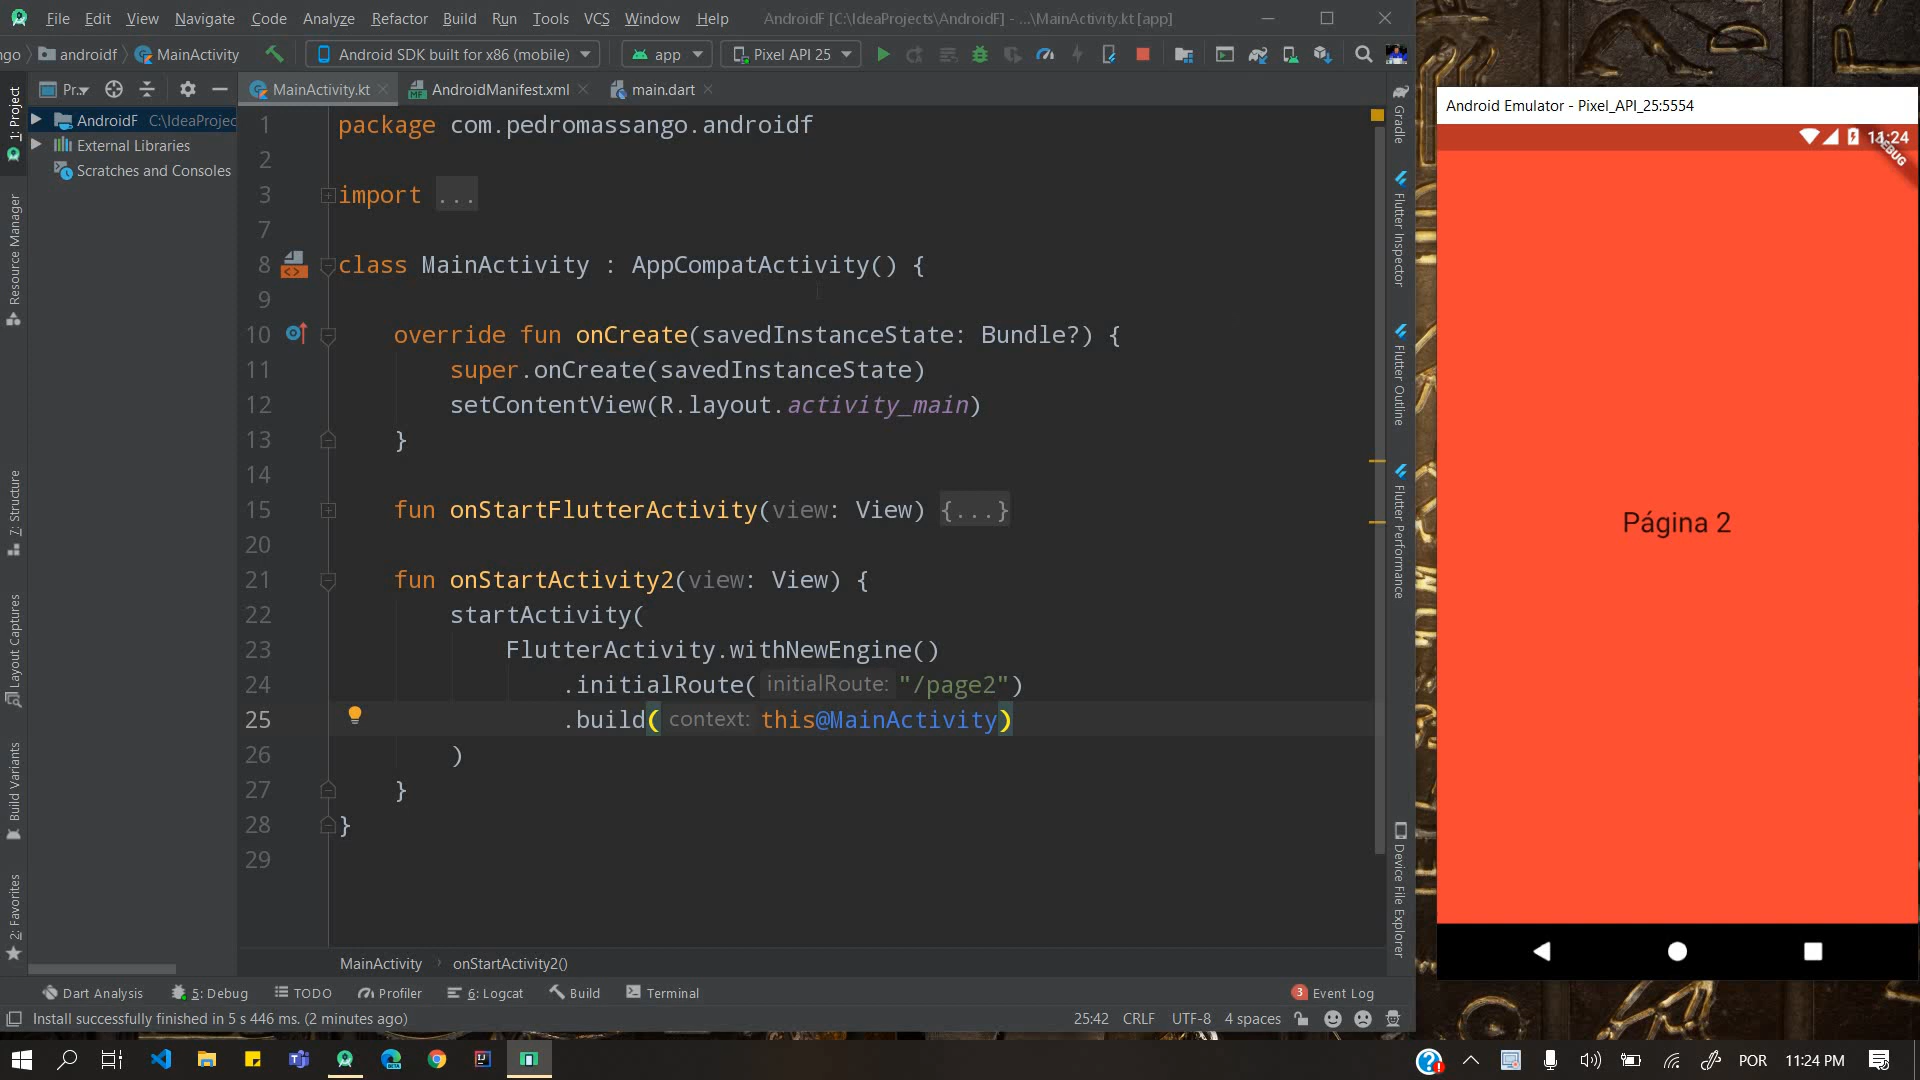 File Edit View Navigate Code Analyze Refactor Build Run Tools VCS Window Help AndroidF [C:\IdeaProjects\AndroidF] - ...\MainActivity.kt [app]
ngo androidf MainActivity Android SDK built for x86 (mobile) app Pixel API 25
Pr... MainActivity.kt AndroidManifest.xml main.dart
AndroidF C:\IdeaProjec
External Libraries
Scratches and Consoles
1: Project
Resource Manager
7: Structure
Layout Captures
Build Variants
2: Favorites
1 package com.pedromassango.androidf
2
3 import ...
7
8 class MainActivity : AppCompatActivity() {
9
10 override fun onCreate(savedInstanceState: Bundle?) {
11 super.onCreate(savedInstanceState)
12 setContentView(R.layout.activity_main)
13 }
14
15 fun onStartFlutterActivity(view: View) {...}
20
21 fun onStartActivity2(view: View) {
22 startActivity(
23 FlutterActivity.withNewEngine()
24 .initialRoute( initialRoute: "/page2")
25 .build( context: this@MainActivity)
26 )
27 }
28 }
29
MainActivity onStartActivity2()
Gradle
Flutter Inspector
Flutter Outline
Flutter Performance
Device File Explorer
Dart Analysis 5: Debug TODO Profiler 6: Logcat Build Terminal 3 Event Log
Install successfully finished in 5 s 446 ms. (2 minutes ago) 25:42 CRLF UTF-8 4 spaces
Android Emulator - Pixel_API_25:5554
11:24
DEBUG
Página 2
POR 11:24 PM